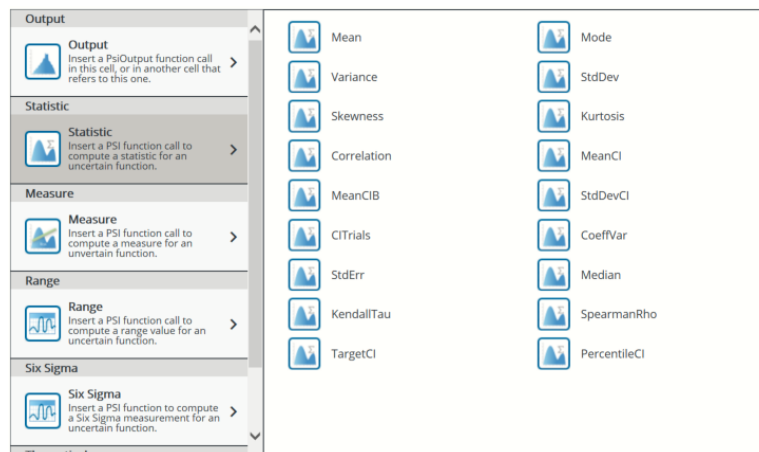 Output
Output
Insert a PsiOutput function call
in this cell, or in another cell that
refers to this one.
Statistic
Statistic
Insert a PSI function call to
compute a statistic for an
uncertain function.
Measure
Measure
Insert a PSI function call to
compute a measure for an
unvertain function.
Range
Range
Insert a PSI function call to
compute a range value for an
uncertain function.
Six Sigma
Six Sigma
Insert a PSI function to compute
a Six Sigma measurement for an
uncertain function.
Mean
Mode
Variance
StdDev
Skewness
Kurtosis
Correlation
MeanCI
MeanCIB
StdDevCI
CITrials
CoeffVar
StdErr
Median
KendallTau
SpearmanRho
TargetCI
PercentileCI